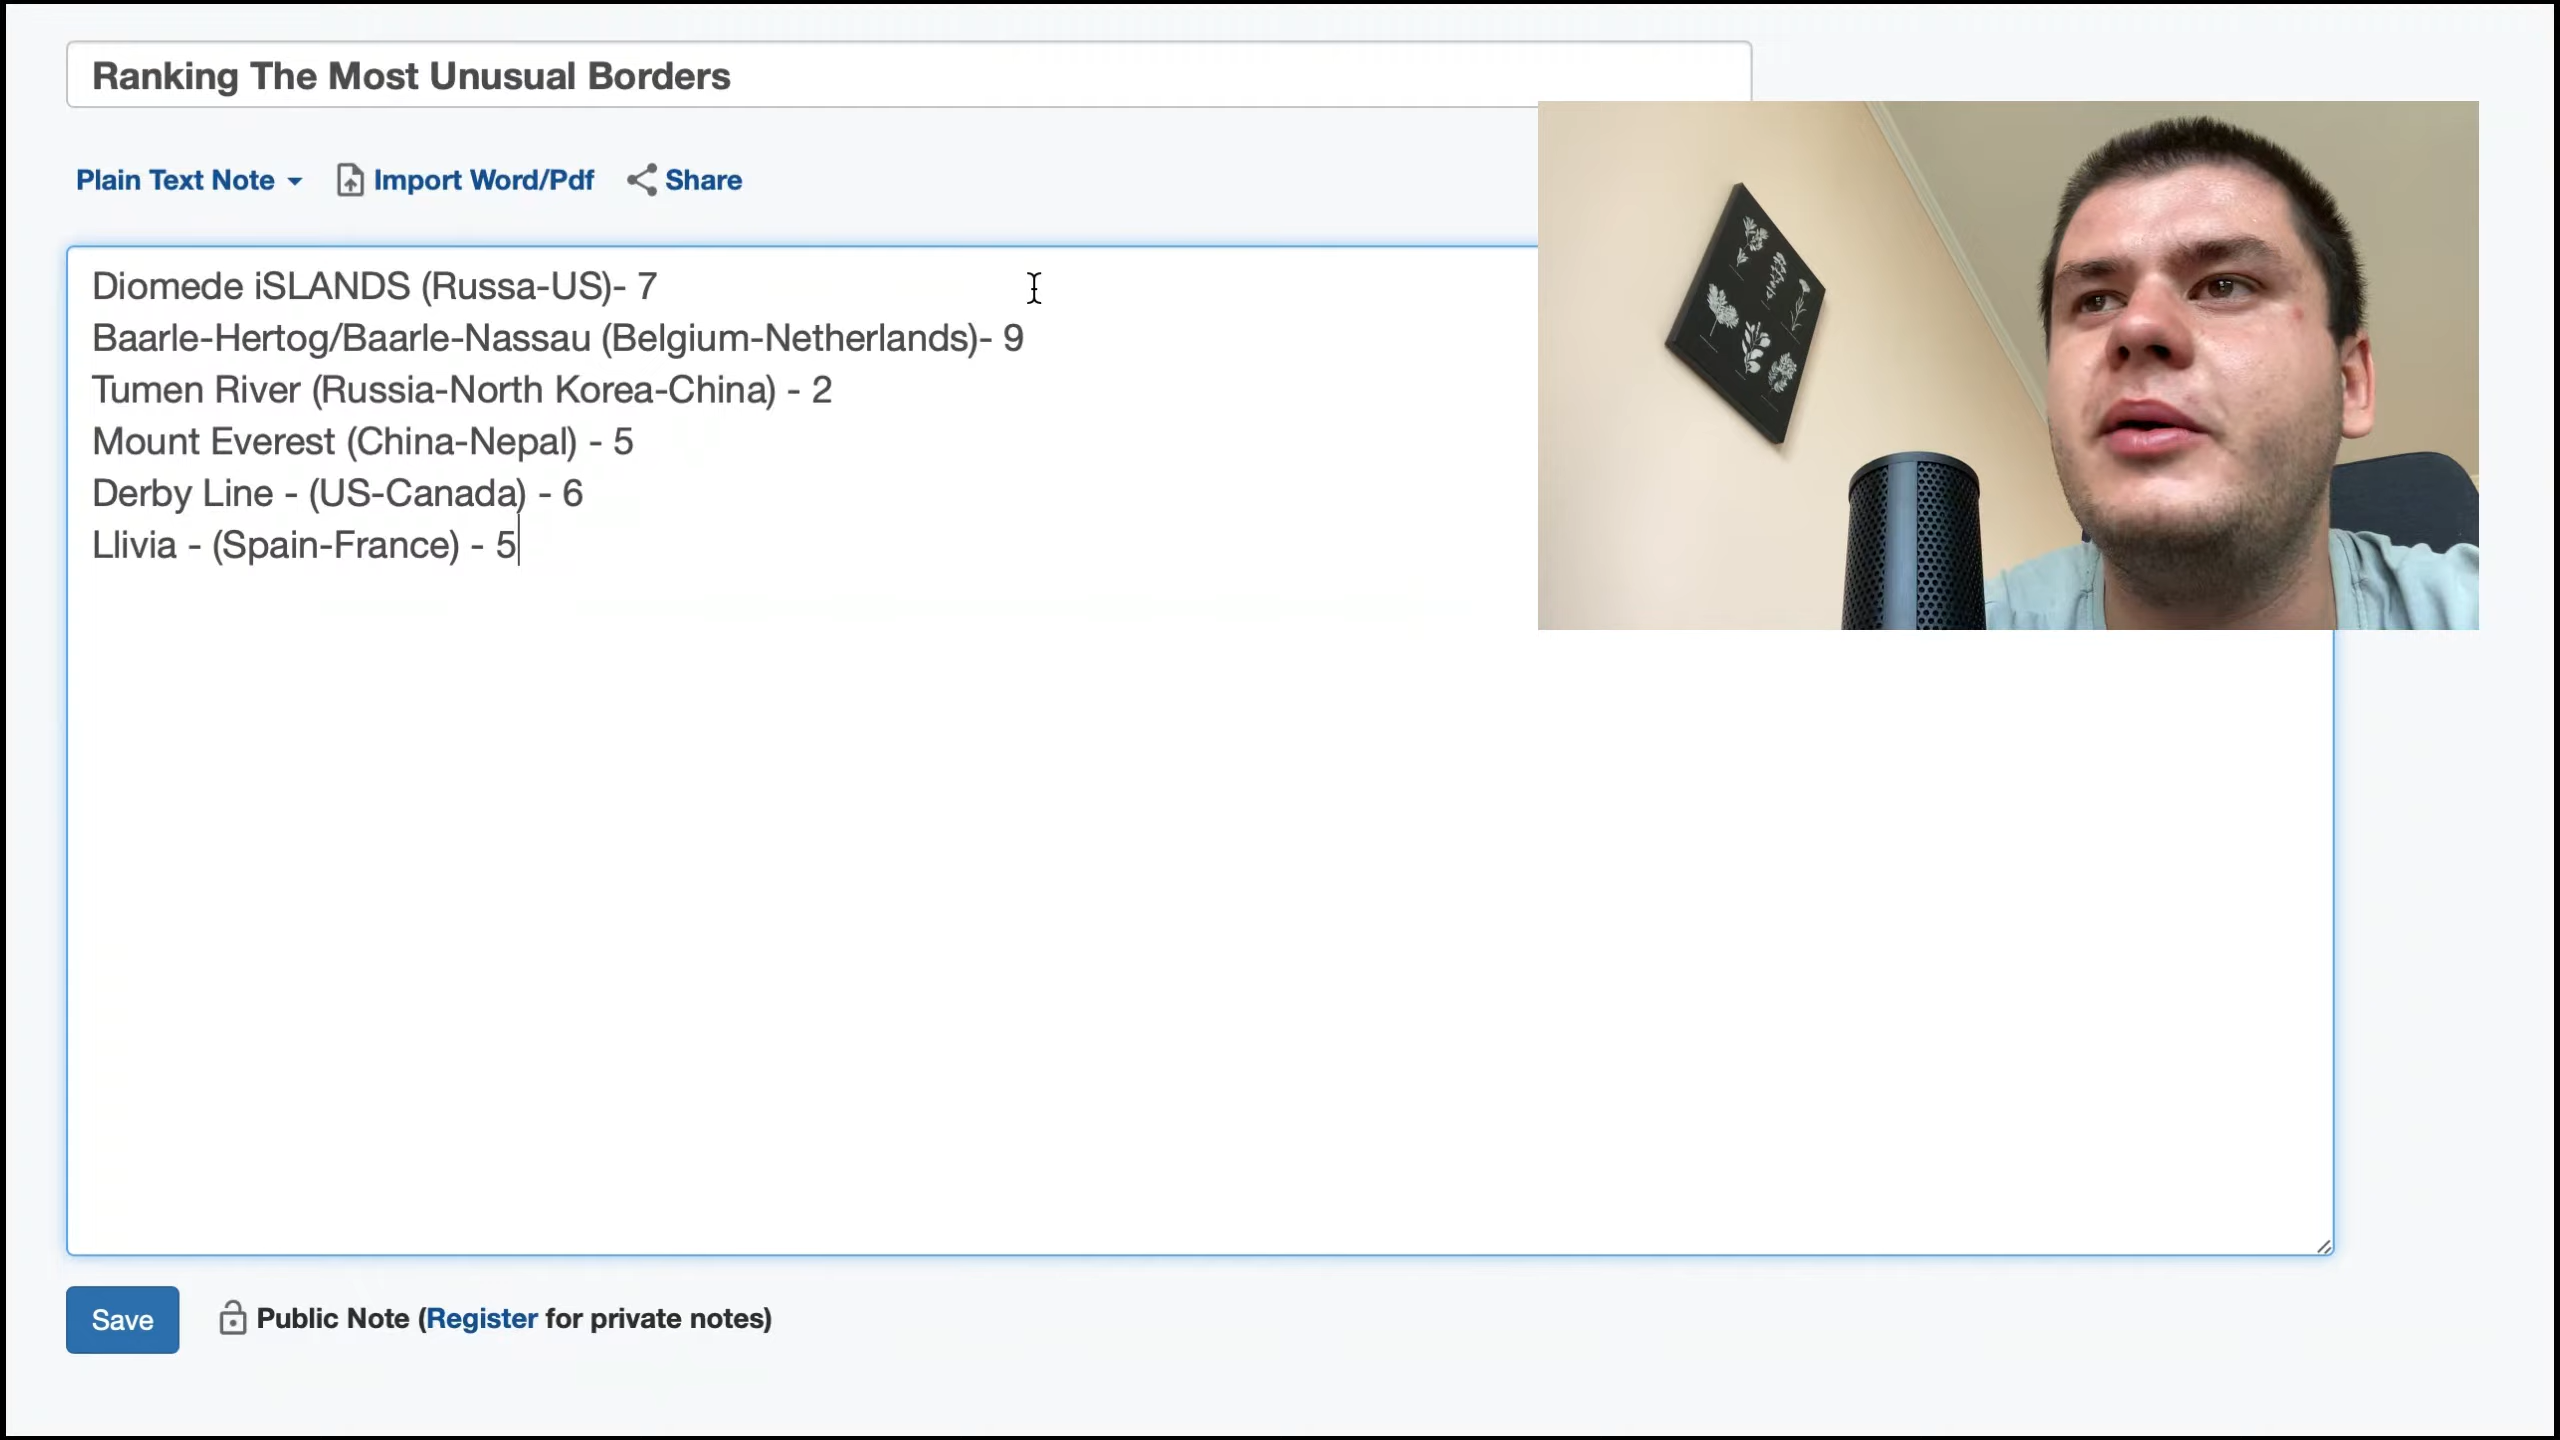 Ranking The Most Unusual Borders
Plain Text Note Import Word/Pdf Share
Diomede iSLANDS (Russa-US)- 7
Baarle-Hertog/Baarle-Nassau (Belgium-Netherlands)- 9
Tumen River (Russia-North Korea-China) - 2
Mount Everest (China-Nepal) - 5
Derby Line - (US-Canada) - 6
Llivia - (Spain-France) - 5
Save Public Note (Register for private notes)